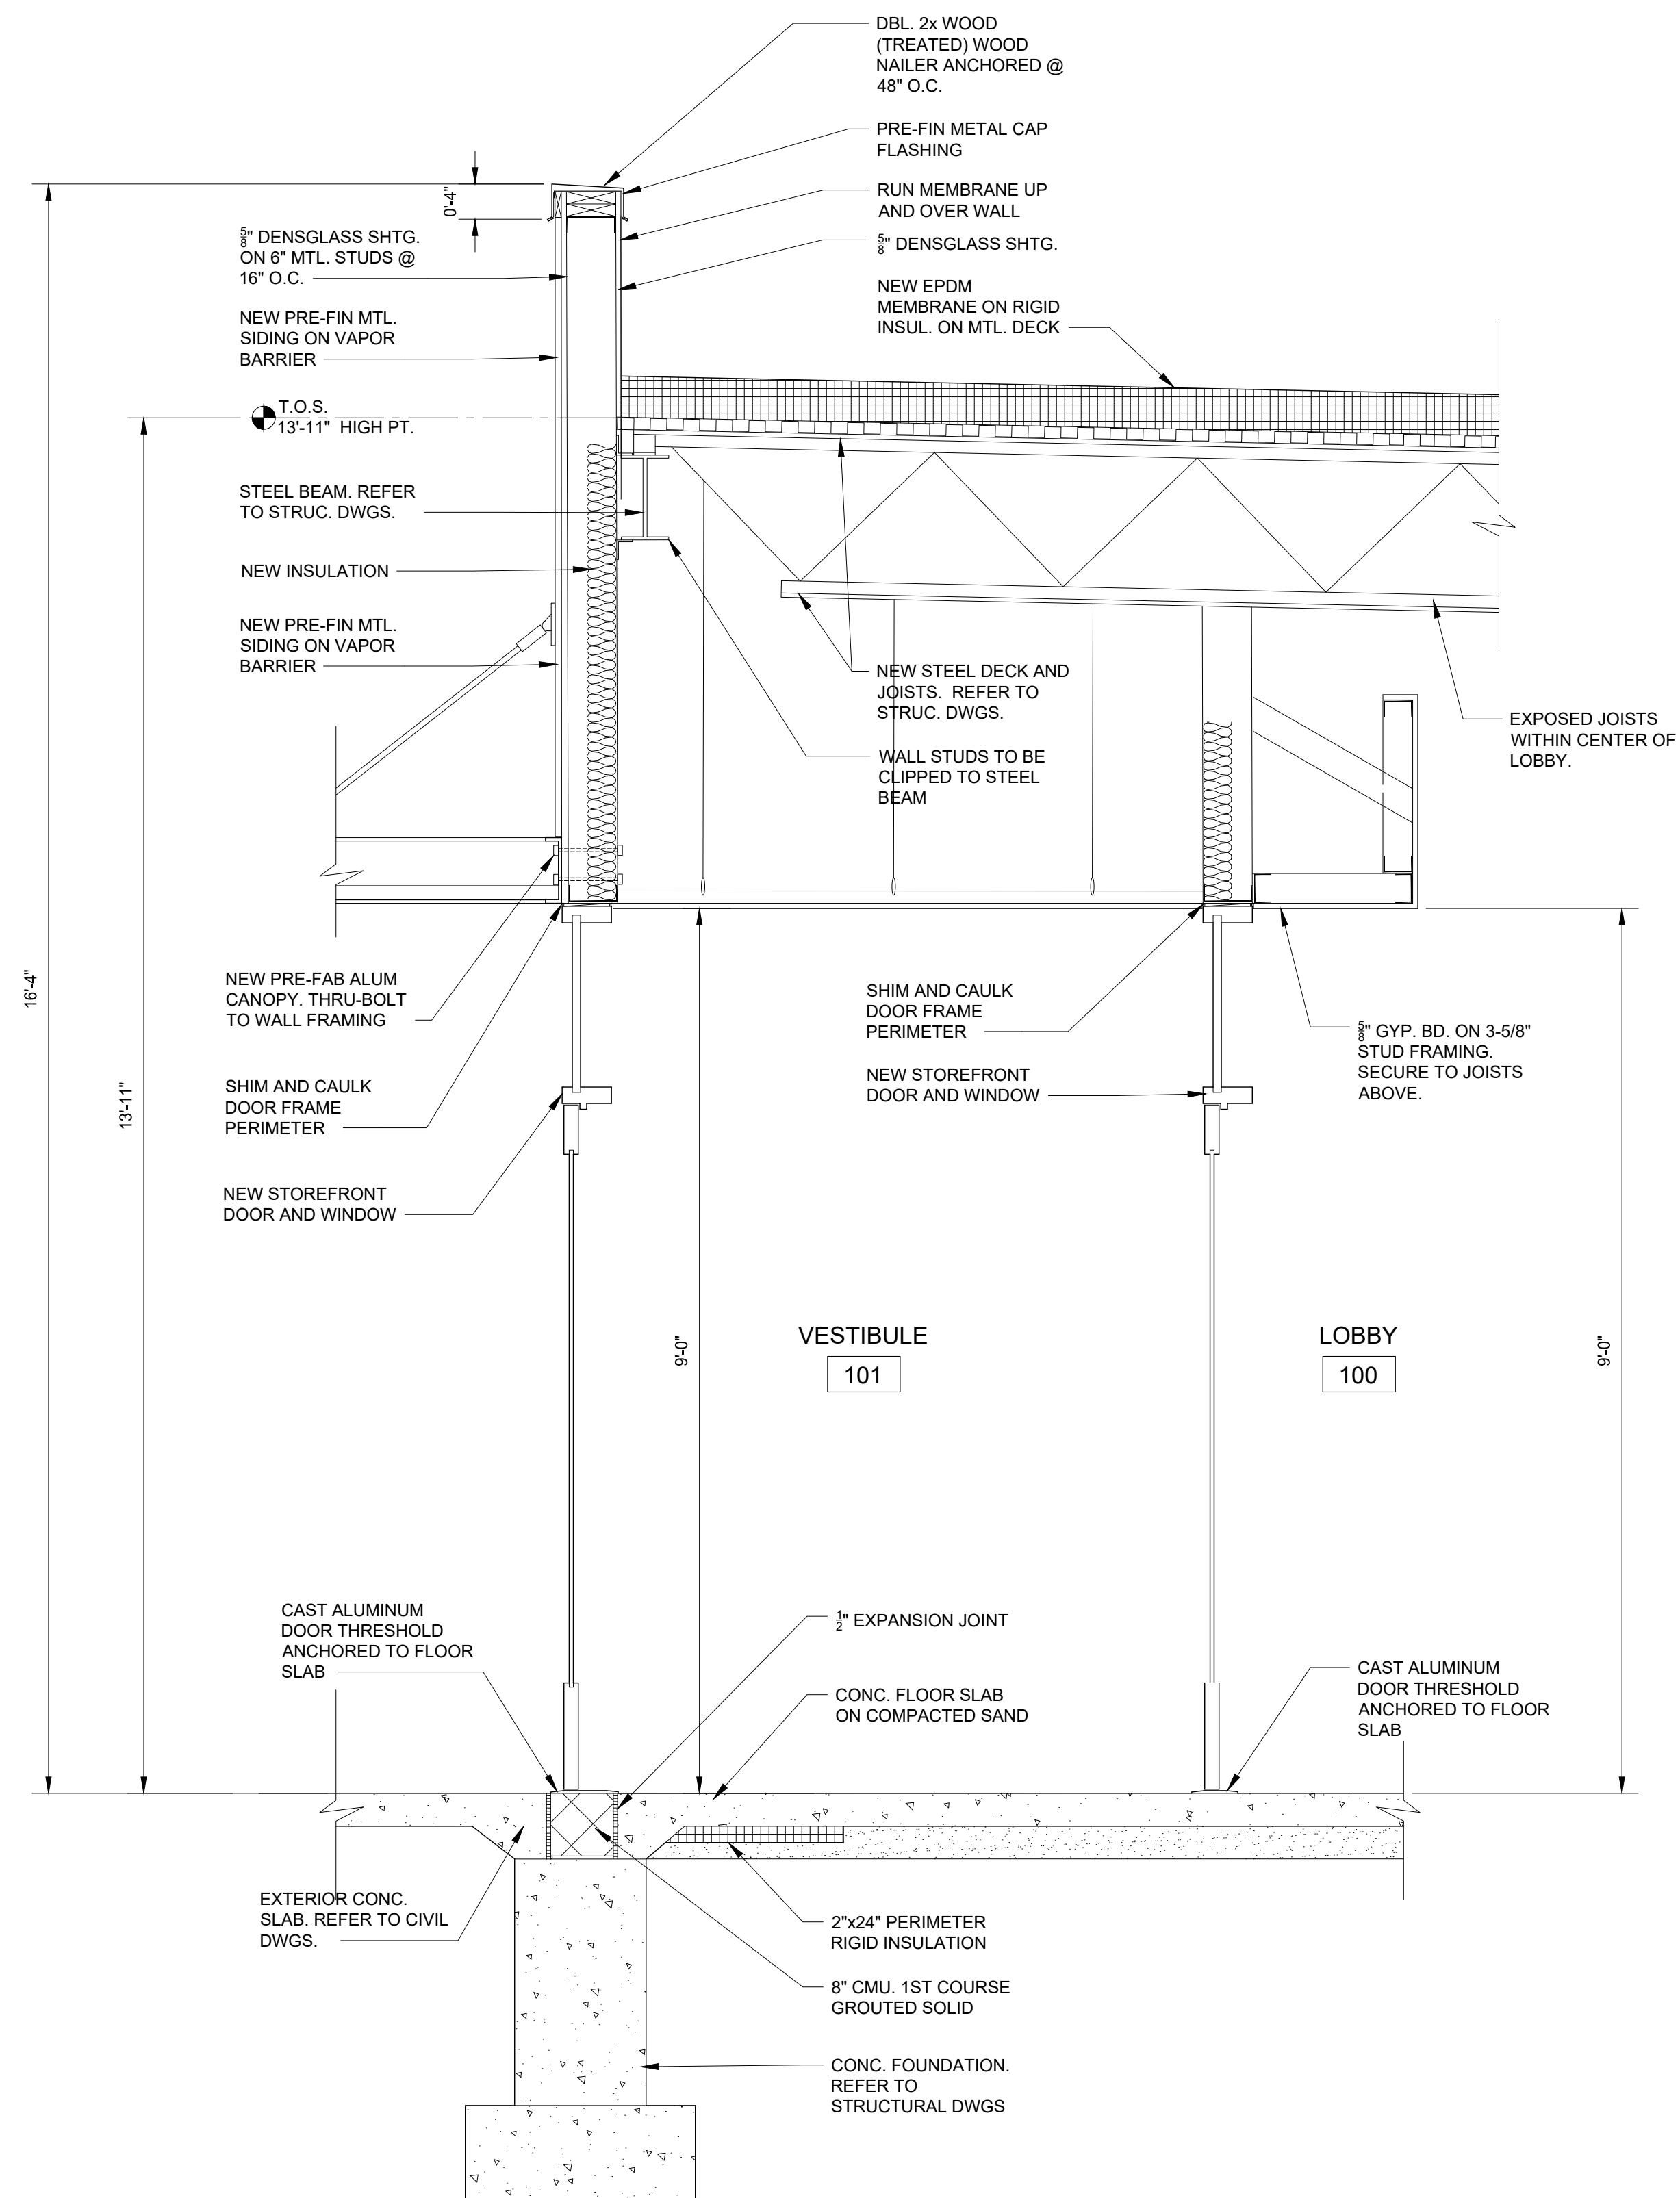 DBL. 2x WOOD
(TREATED) WOOD
NAILER ANCHORED @
48" O.C.
PRE-FIN METAL CAP
FLASHING
RUN MEMBRANE UP
AND OVER WALL
5/8" DENSGLASS SHTG.
NEW EPDM
MEMBRANE ON RIGID
INSUL. ON MTL. DECK
0'-4"
5/8" DENSGLASS SHTG.
ON 6" MTL. STUDS @
16" O.C.
NEW PRE-FIN MTL.
SIDING ON VAPOR
BARRIER
T.O.S.
13'-11" HIGH PT.
STEEL BEAM. REFER
TO STRUC. DWGS.
NEW INSULATION
NEW PRE-FIN MTL.
SIDING ON VAPOR
BARRIER
NEW STEEL DECK AND
JOISTS. REFER TO
STRUC. DWGS.
WALL STUDS TO BE
CLIPPED TO STEEL
BEAM
EXPOSED JOISTS
WITHIN CENTER OF
LOBBY.
16'-4"
13'-11"
NEW PRE-FAB ALUM
CANOPY. THRU-BOLT
TO WALL FRAMING
SHIM AND CAULK
DOOR FRAME
PERIMETER
NEW STOREFRONT
DOOR AND WINDOW
SHIM AND CAULK
DOOR FRAME
PERIMETER
NEW STOREFRONT
DOOR AND WINDOW
5/8" GYP. BD. ON 3-5/8"
STUD FRAMING.
SECURE TO JOISTS
ABOVE.
9'-0"
VESTIBULE
101
LOBBY
100
9'-0"
CAST ALUMINUM
DOOR THRESHOLD
ANCHORED TO FLOOR
SLAB
1/2" EXPANSION JOINT
CONC. FLOOR SLAB
ON COMPACTED SAND
CAST ALUMINUM
DOOR THRESHOLD
ANCHORED TO FLOOR
SLAB
EXTERIOR CONC.
SLAB. REFER TO CIVIL
DWGS.
2"x24" PERIMETER
RIGID INSULATION
8" CMU. 1ST COURSE
GROUTED SOLID
CONC. FOUNDATION.
REFER TO
STRUCTURAL DWGS